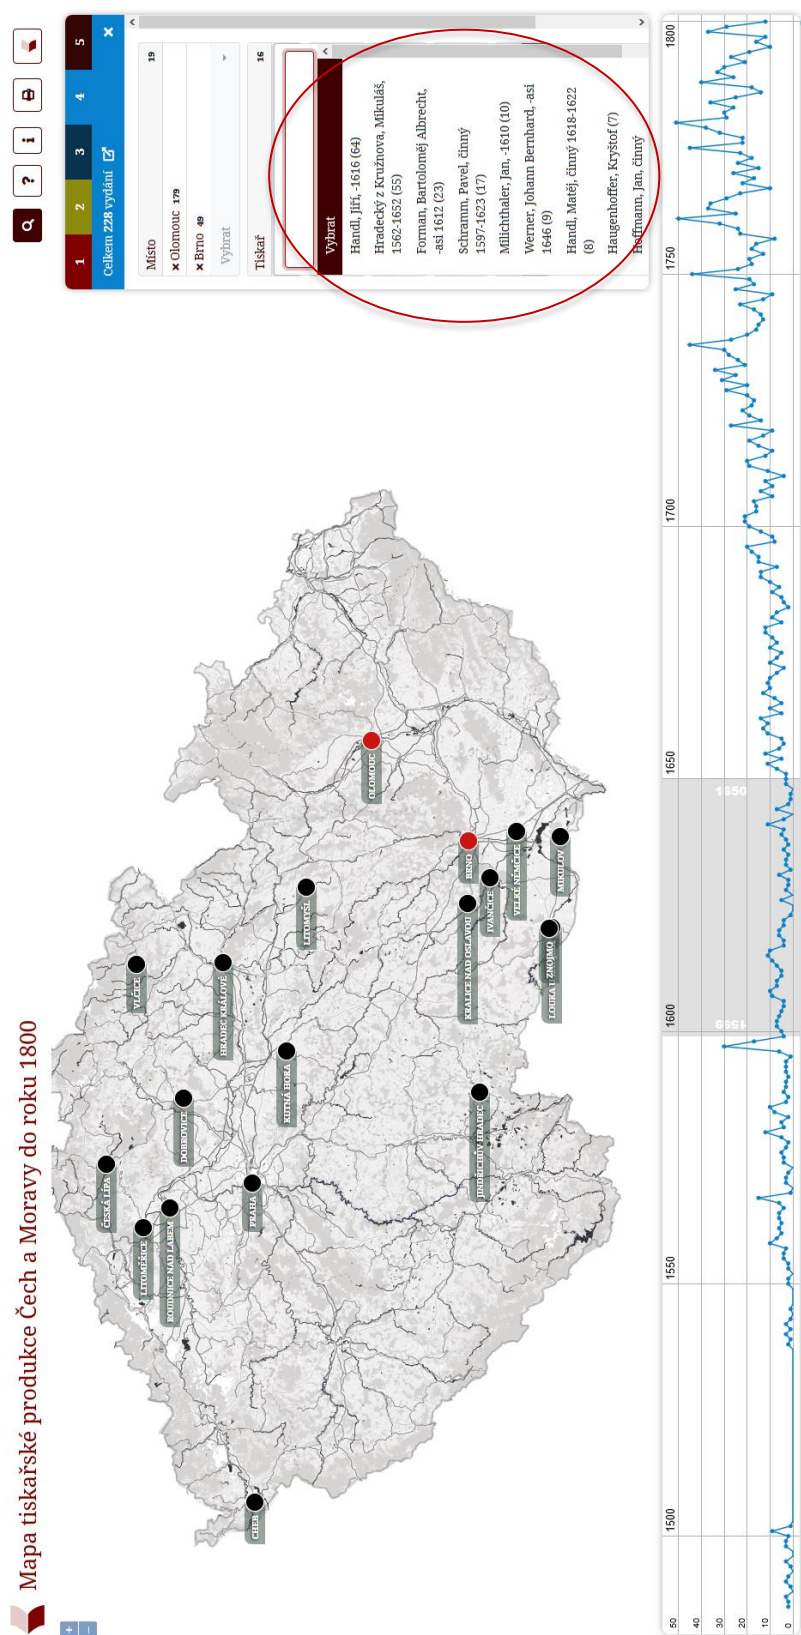 Mapa tiskařské produkce Čech a Moravy do roku 1800
?
i
1 2 3 4 5
Celkem 228 vydání
×
Místo 19
× Olomouc 179
× Brno 49
Vybrat
Tiskař 16
Vybrat
Handl, Jiří, -1616 (64)
Hradecký z Kružnova, Mikuláš,
1562-1652 (55)
Forman, Bartoloměj Albrecht,
-asi 1612 (23)
Schramm, Pavel, činný
1597-1623 (17)
Milichthaler, Jan, -1610 (10)
Werner, Johann Bernhard, -asi
1646 (9)
Handl, Matěj, činný 1618-1622
(8)
Haugenhoffer, Kryštof (7)
Hoffmann, Jan, činný
+
−
CHEB
LITOMĚŘICE
ROUDNICE NAD LABEM
ČESKÁ LÍPA
PRAHA
DOBROVICE
KUTNÁ HORA
JINDŘICHŮV HRADEC
VLČICE
HRADEC KRÁLOVÉ
LITOMYŠL
KRALICE NAD OSLAVOU
LOUKA
ZNOJMO
IVANČICE
BRNO
VELKÉ NĚMČICE
MIKULOV
OLOMOUC
50
40
30
20
10
0
1500
1550
1600
1650
1700
1750
1800
1599
1650